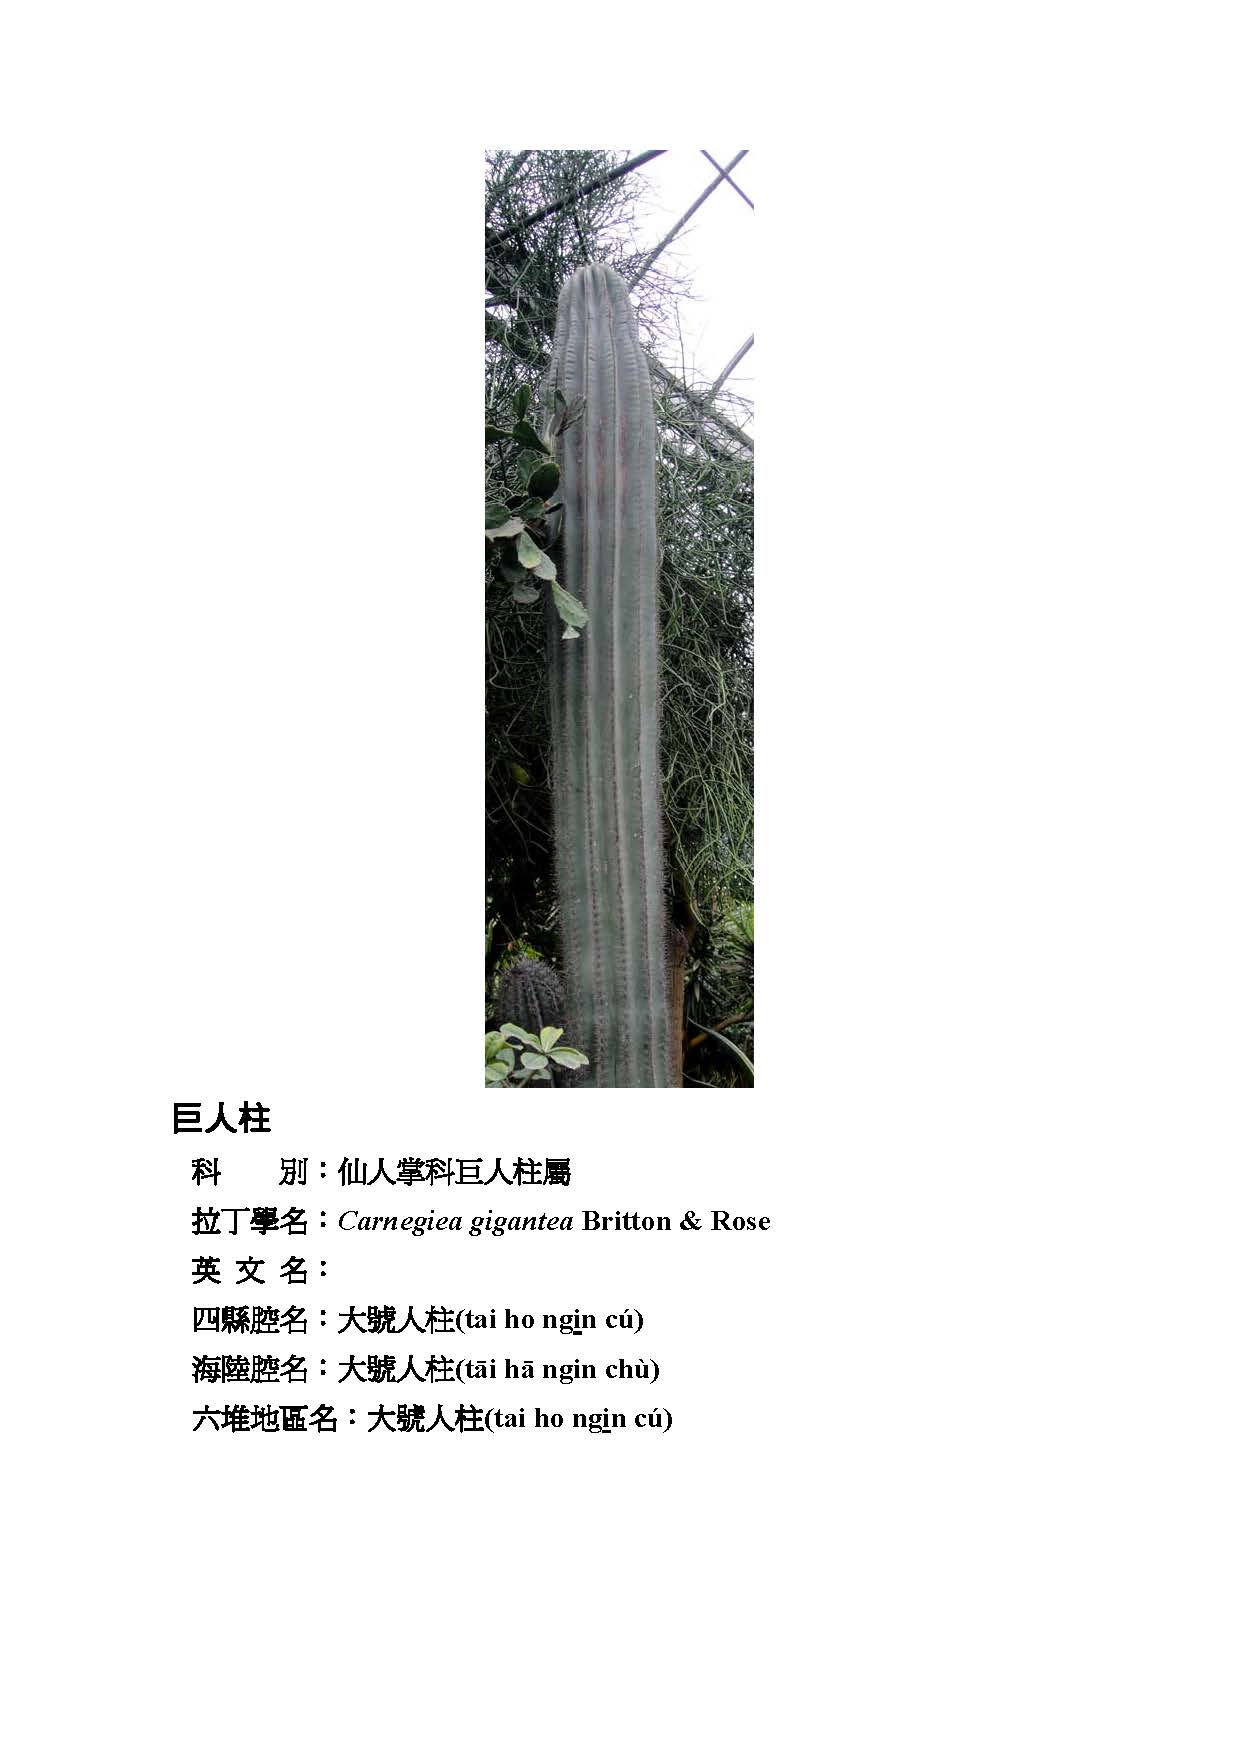 巨人柱
科　　別：仙人掌科巨人柱屬
拉丁學名：Carnegiea gigantea Britton & Rose
英 文 名：
四縣腔名：大號人柱(tai ho ngin cú)
海陸腔名：大號人柱(tāi hā ngin chù)
六堆地區名：大號人柱(tai ho ngin cú)